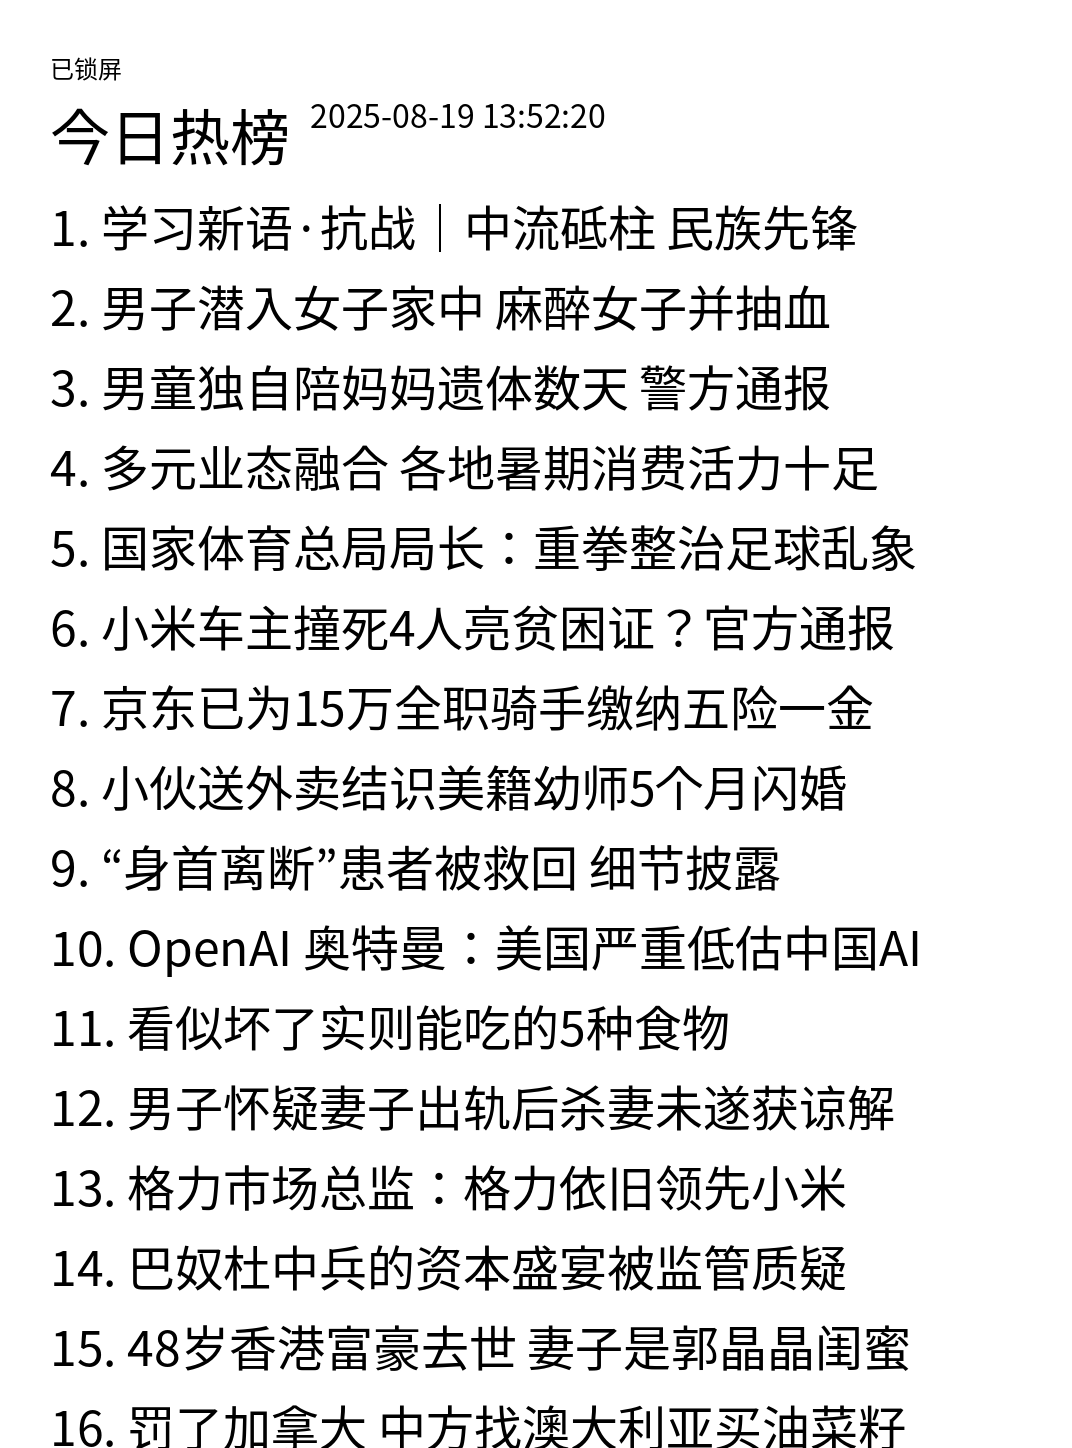 已锁屏
今日热榜 2025-08-19 13:52:20
1. 学习新语·抗战｜中流砥柱 民族先锋
2. 男子潜入女子家中 麻醉女子并抽血
3. 男童独自陪妈妈遗体数天 警方通报
4. 多元业态融合 各地暑期消费活力十足
5. 国家体育总局局长：重拳整治足球乱象
6. 小米车主撞死4人亮贫困证？官方通报
7. 京东已为15万全职骑手缴纳五险一金
8. 小伙送外卖结识美籍幼师5个月闪婚
9. “身首离断”患者被救回 细节披露
10. OpenAI 奥特曼：美国严重低估中国AI
11. 看似坏了实则能吃的5种食物
12. 男子怀疑妻子出轨后杀妻未遂获谅解
13. 格力市场总监：格力依旧领先小米
14. 巴奴杜中兵的资本盛宴被监管质疑
15. 48岁香港富豪去世 妻子是郭晶晶闺蜜
16. 罚了加拿大 中方找澳大利亚买油菜籽